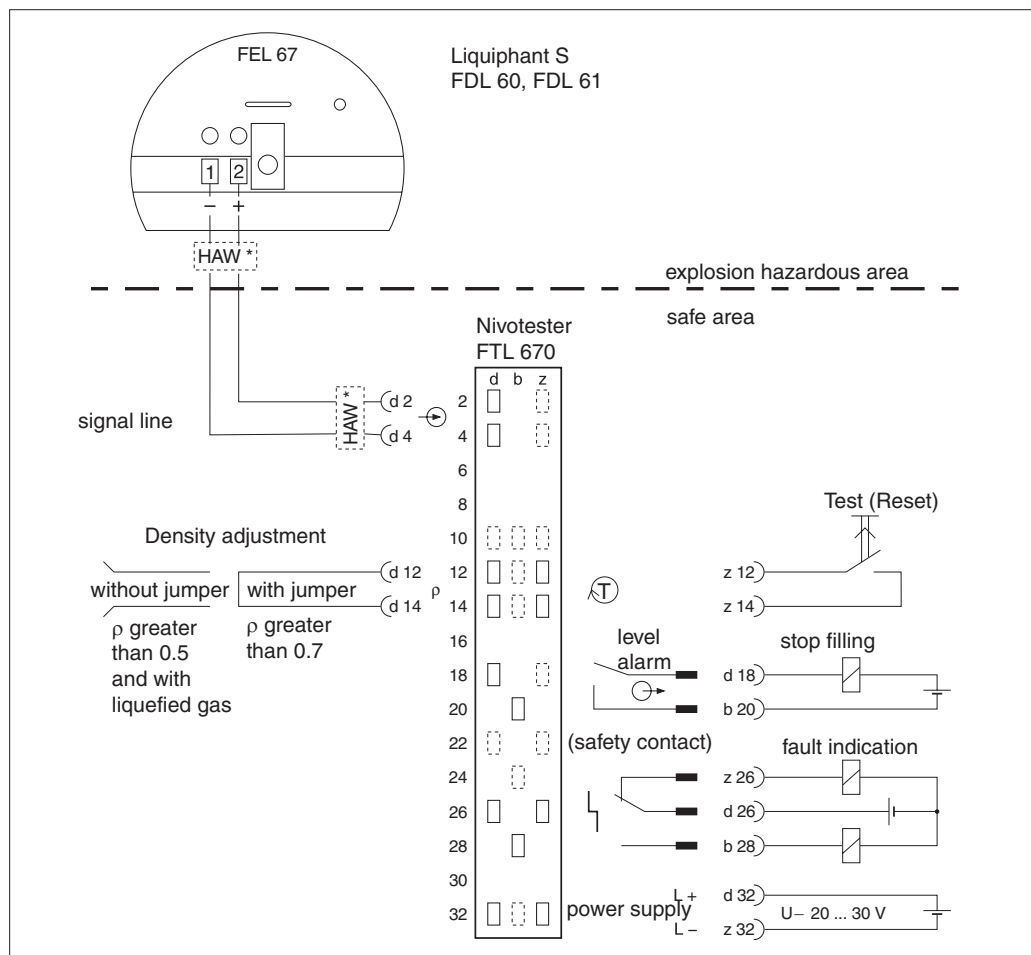 FEL 67
Liquiphant S
FDL 60, FDL 61
1 2
– +
HAW *
explosion hazardous area
safe area
Nivotester
FTL 670
d b z
signal line
HAW *
d 2
d 4
2
4
6
8
10
12
14
16
18
20
22
24
26
28
30
32
Density adjustment
without jumper
with jumper
d 12
d 14
ρ
ρ greater
than 0.5
and with
liquefied gas
ρ greater
than 0.7
Test (Reset)
T
z 12
z 14
level
alarm
stop filling
d 18
b 20
(safety contact)
fault indication
z 26
d 26
b 28
power supply
L +
L –
d 32
z 32
U– 20 ... 30 V